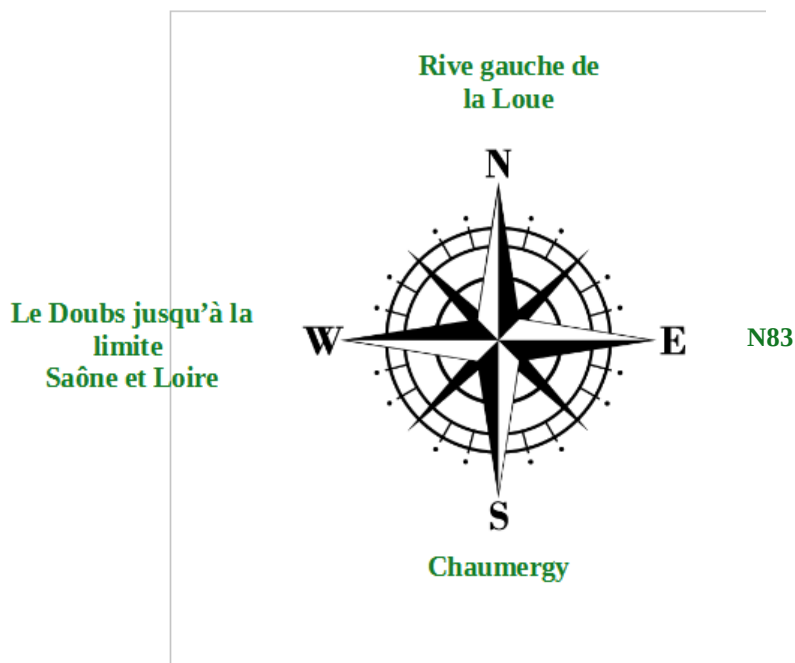 Rive gauche de
la Loue
N
Le Doubs jusqu’à la
limite
Saône et Loire
W
E
N83
S
Chaumergy